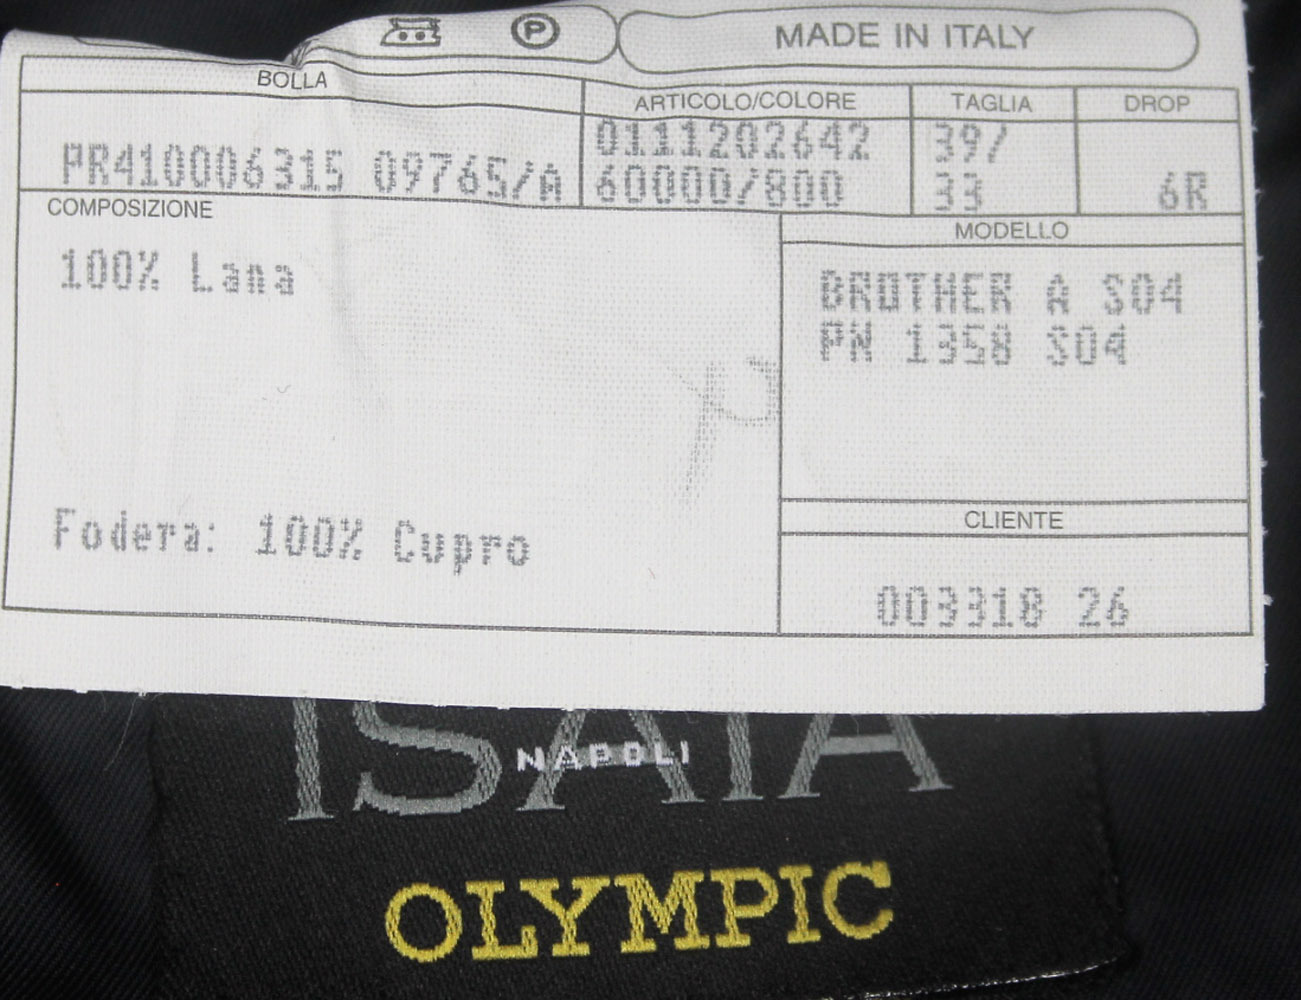 P
MADE IN ITALY
BOLLA
ARTICOLO/COLORE
TAGLIA
DROP
PR410006315 09765/A
0111202642
60000/800
39/
33
6R
COMPOSIZIONE
100% Lana
MODELLO
BROTHER A S04
1358 S04
Fodera: 100% Cupro
CLIENTE
003318 26
ISAIA
NAPOLI
OLYMPIC